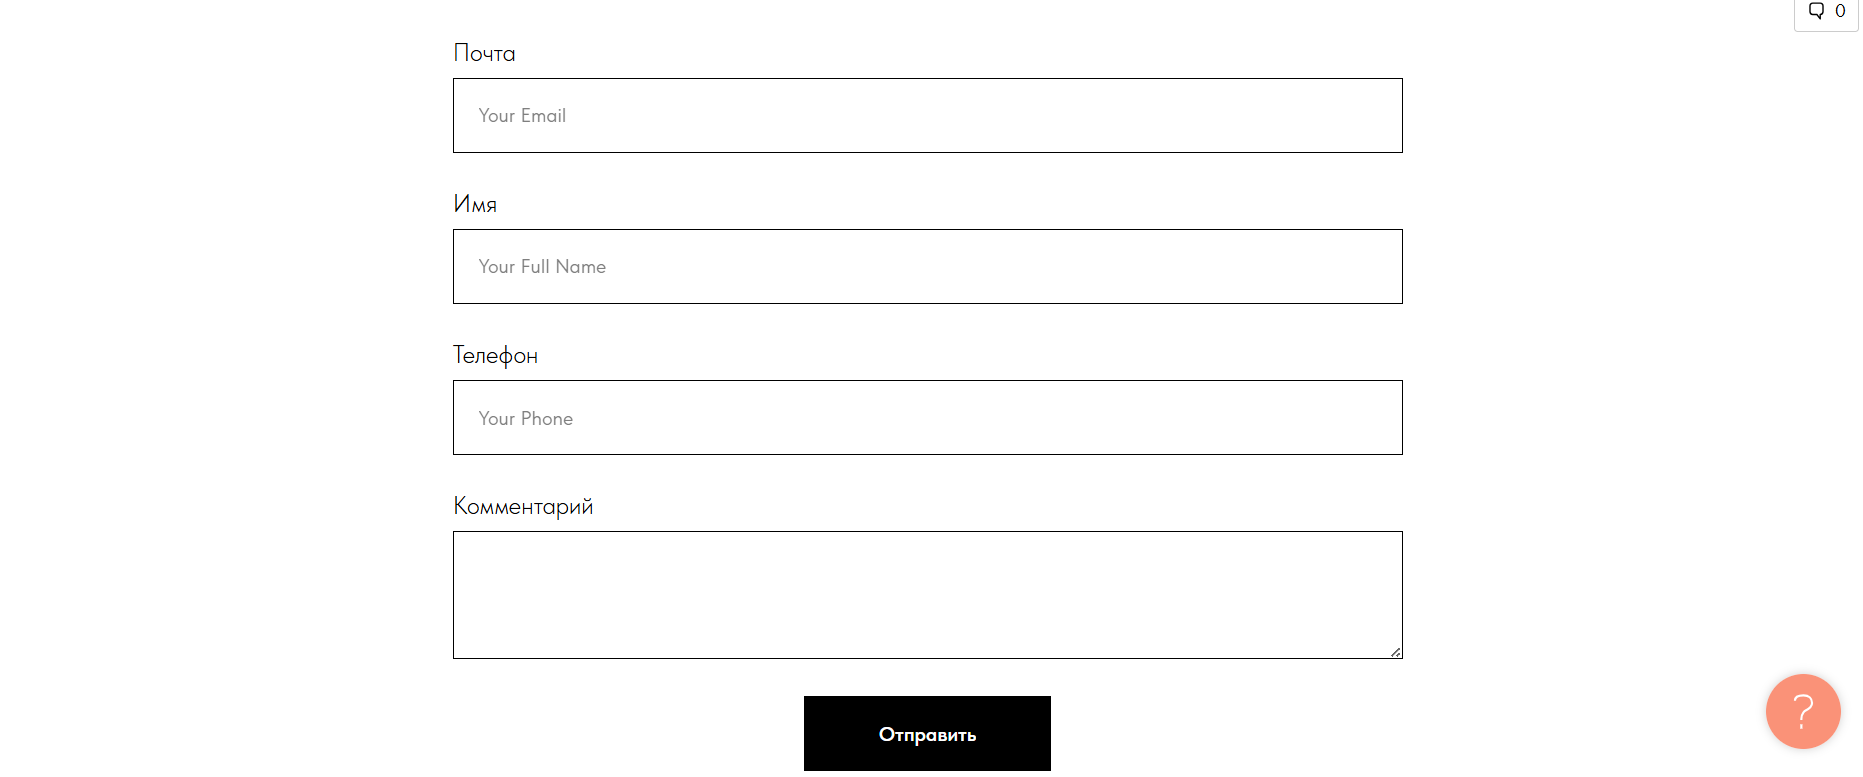 0
Почта
Your Email
Имя
Your Full Name
Телефон
Your Phone
Комментарий
Отправить
?